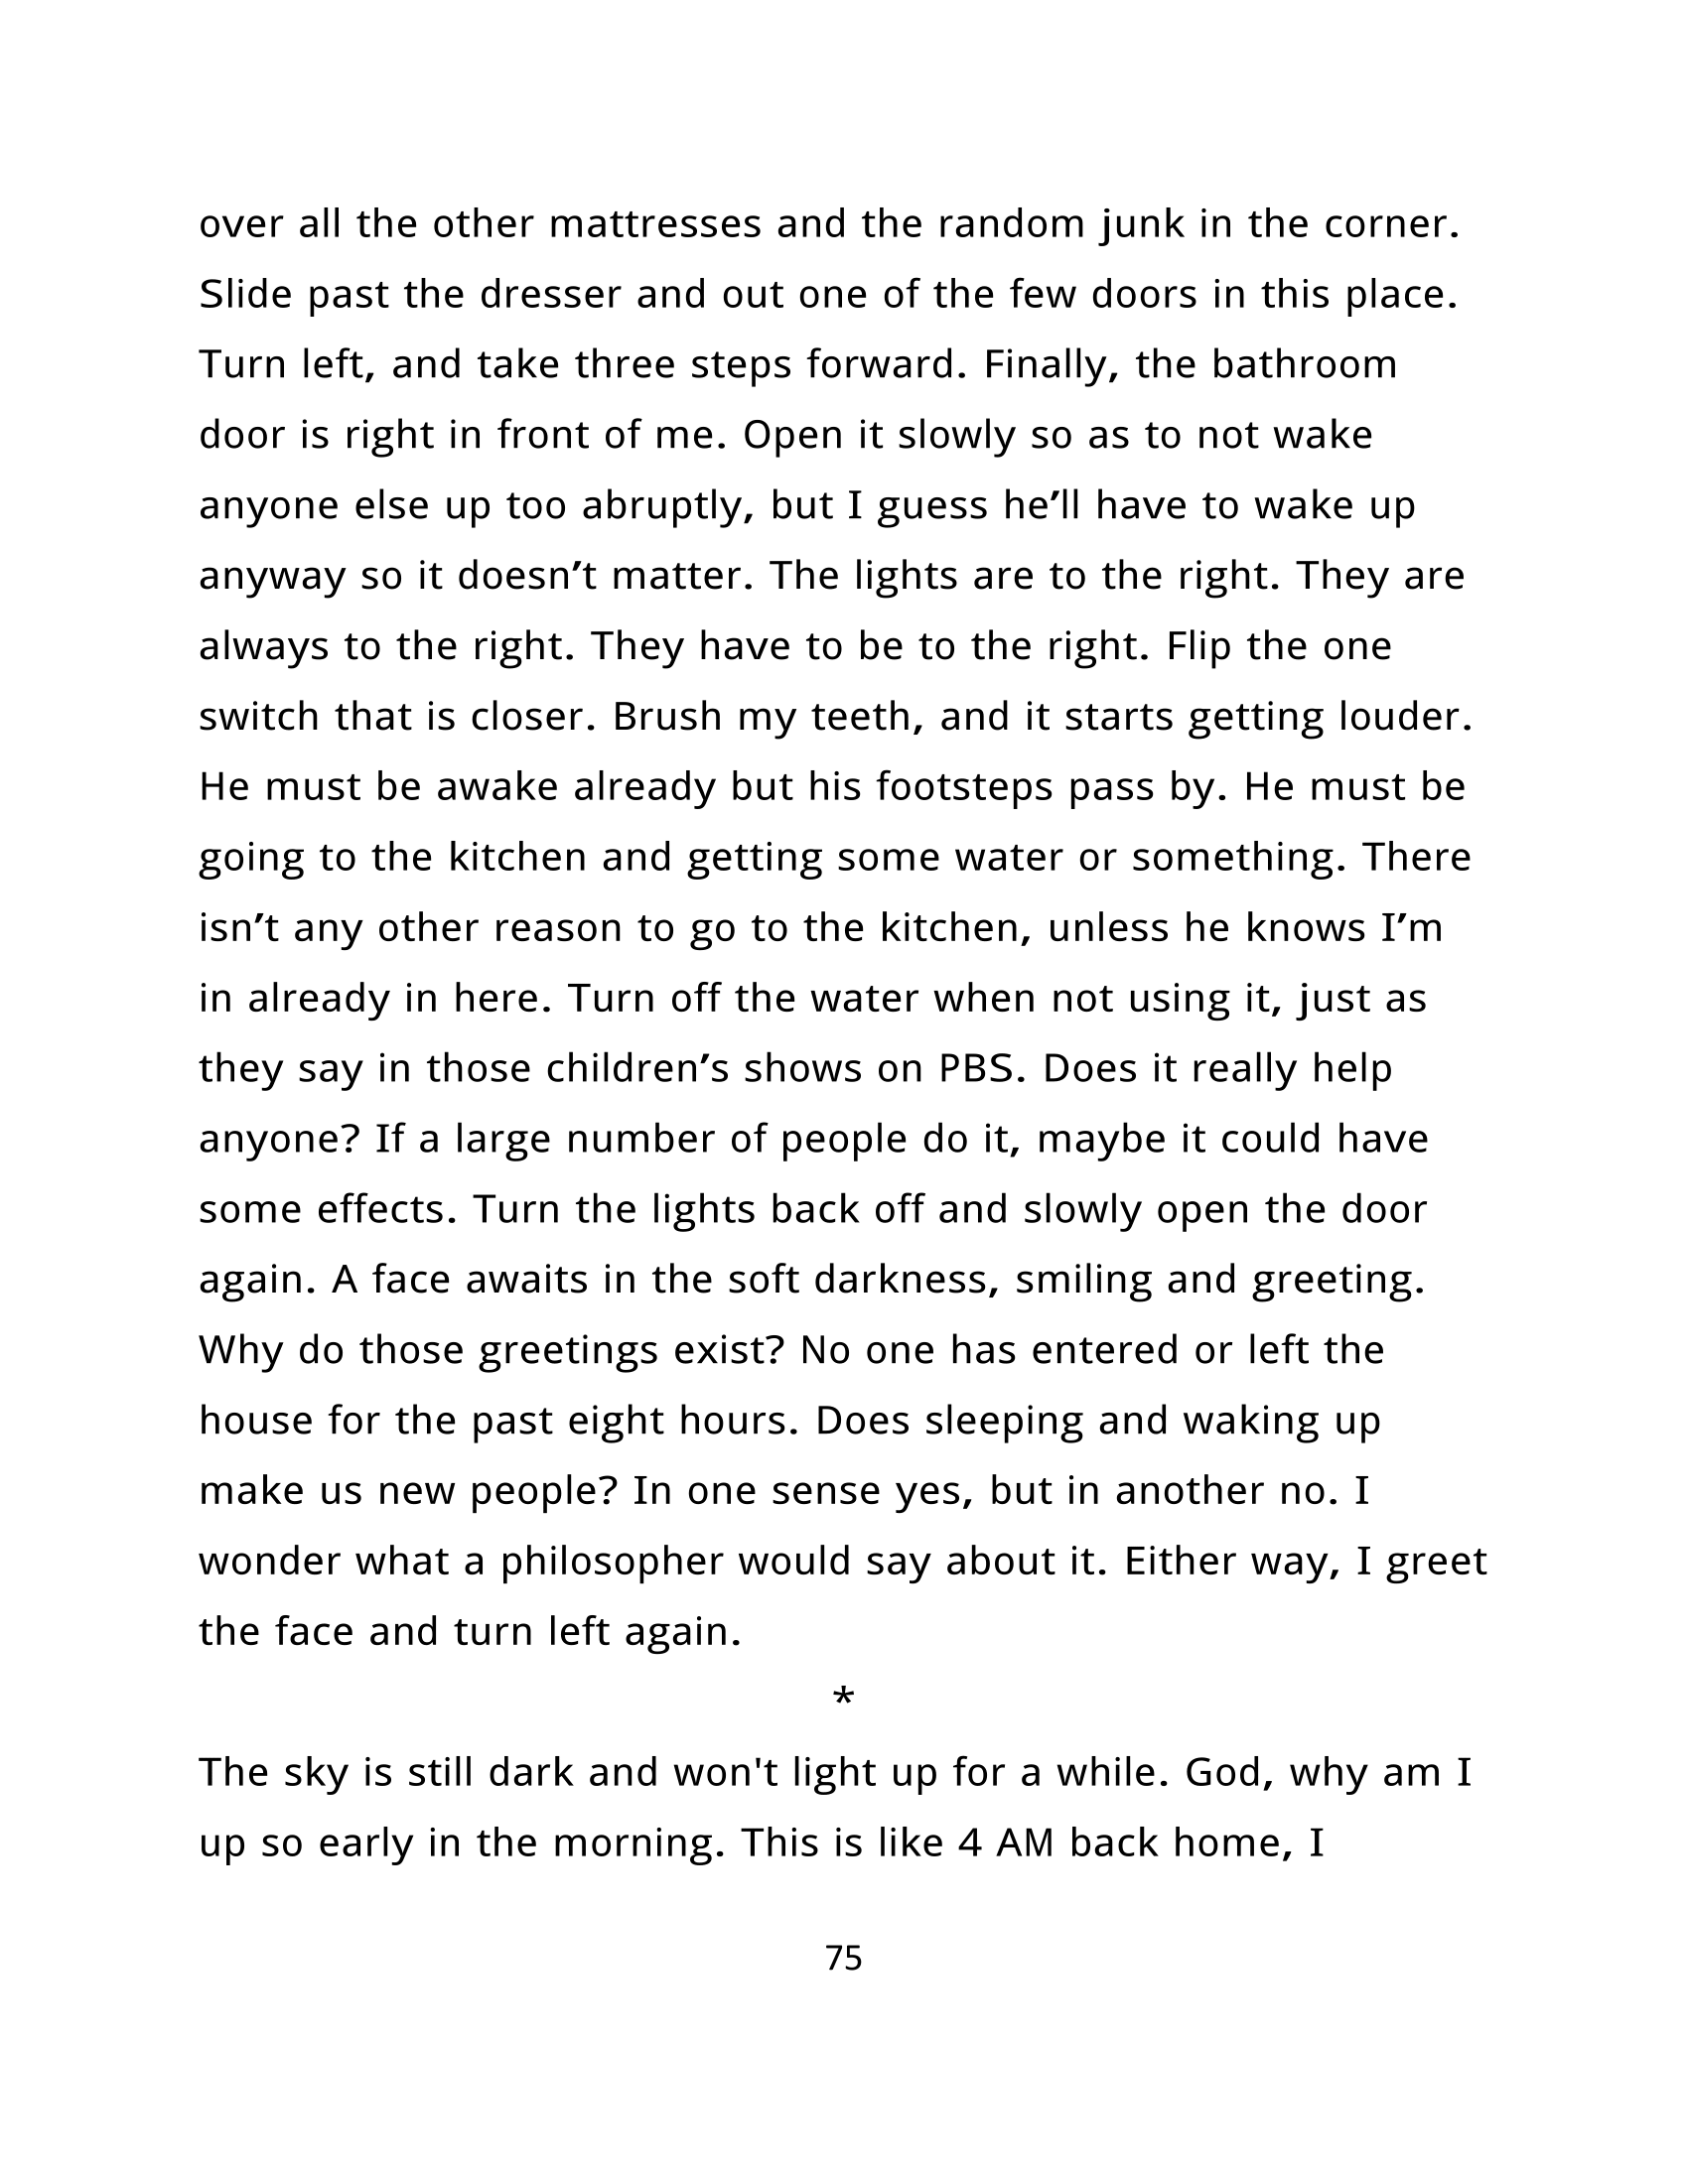 over all the other mattresses and the random junk in the corner.
Slide past the dresser and out one of the few doors in this place.
Turn left, and take three steps forward. Finally, the bathroom
door is right in front of me. Open it slowly so as to not wake
anyone else up too abruptly, but I guess he’ll have to wake up
anyway so it doesn’t matter. The lights are to the right. They are
always to the right. They have to be to the right. Flip the one
switch that is closer. Brush my teeth, and it starts getting louder.
He must be awake already but his footsteps pass by. He must be
going to the kitchen and getting some water or something. There
isn’t any other reason to go to the kitchen, unless he knows I’m
in already in here. Turn off the water when not using it, just as
they say in those children’s shows on PBS. Does it really help
anyone? If a large number of people do it, maybe it could have
some effects. Turn the lights back off and slowly open the door
again. A face awaits in the soft darkness, smiling and greeting.
Why do those greetings exist? No one has entered or left the
house for the past eight hours. Does sleeping and waking up
make us new people? In one sense yes, but in another no. I
wonder what a philosopher would say about it. Either way, I greet
the face and turn left again.
*
The sky is still dark and won't light up for a while. God, why am I
up so early in the morning. This is like 4 AM back home, I
75